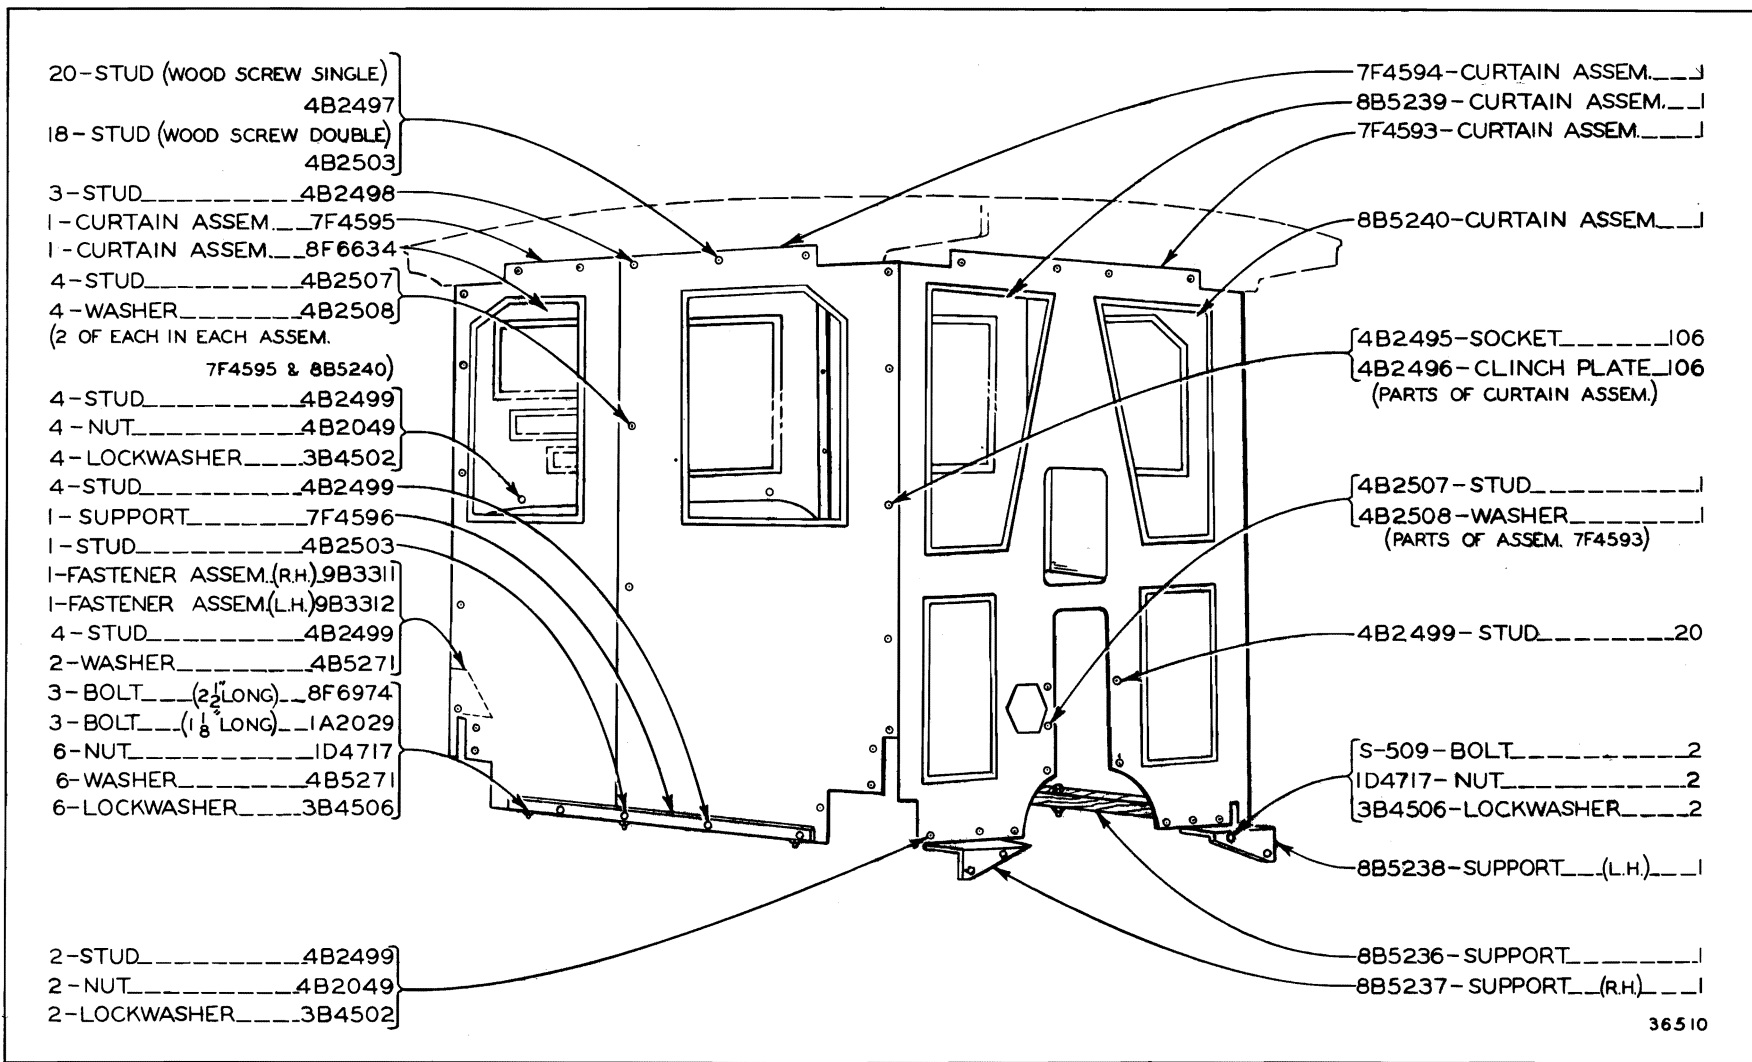 20-STUD (WOOD SCREW SINGLE)
4B2497
18-STUD (WOOD SCREW DOUBLE)
4B2503
3-STUD__________4B2498
1-CURTAIN ASSEM.__7F4595
1-CURTAIN ASSEM.__8F6634
4-STUD__________4B2507
4-WASHER________4B2508
(2 OF EACH IN EACH ASSEM.
7F4595 & 8B5240)
4-STUD__________4B2499
4-NUT___________4B2049
4-LOCKWASHER____3B4502
4-STUD__________4B2499
1-SUPPORT_______7F4596
1-STUD__________4B2503
1-FASTENER ASSEM.(R.H.)_9B3311
1-FASTENER ASSEM.(L.H.)9B3312
4-STUD__________4B2499
2-WASHER________4B5271
3-BOLT___(2½" LONG)__8F6974
3-BOLT___(1⅛" LONG)__1A2029
6-NUT___________1D4717
6-WASHER________4B5271
6-LOCKWASHER____3B4506
2-STUD__________4B2499
2-NUT___________4B2049
2-LOCKWASHER____3B4502
7F4594-CURTAIN ASSEM.___1
8B5239-CURTAIN ASSEM.__1
7F4593-CURTAIN ASSEM.___1
8B5240-CURTAIN ASSEM.__1
4B2495-SOCKET______106
4B2496-CLINCH PLATE_106
(PARTS OF CURTAIN ASSEM.)
4B2507-STUD_________1
4B2508-WASHER_______1
(PARTS OF ASSEM. 7F4593)
4B2499-STUD________20
S-509-BOLT__________2
1D4717-NUT__________2
3B4506-LOCKWASHER___2
8B5238-SUPPORT___(L.H.)___1
8B5236-SUPPORT________1
8B5237-SUPPORT__(R.H.)___1
36510